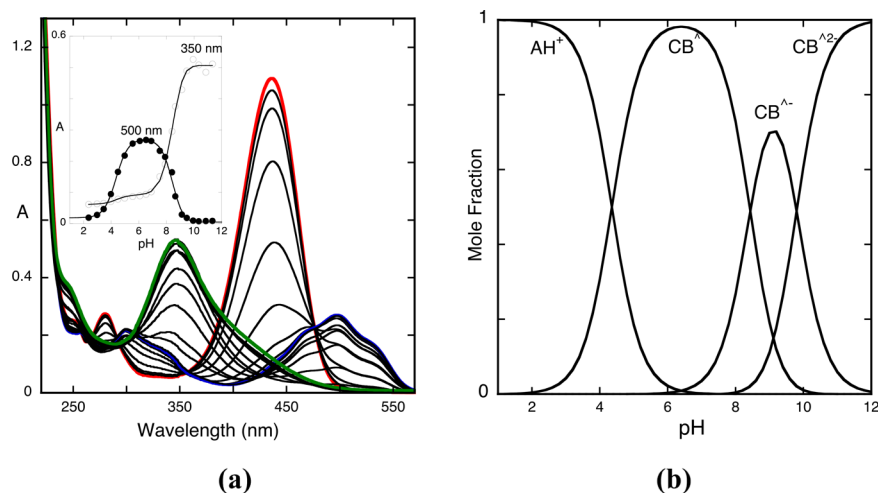 1.2
0.8
A
0.4
0
250
350
450
550
Wavelength (nm)
0.6
A
0
2
4
6
8
10
12
pH
500 nm
350 nm
(a)
1
Mole Fraction
0
AH⁺
CB^
CB^-
CB^2-
2
4
6
8
10
12
pH
(b)